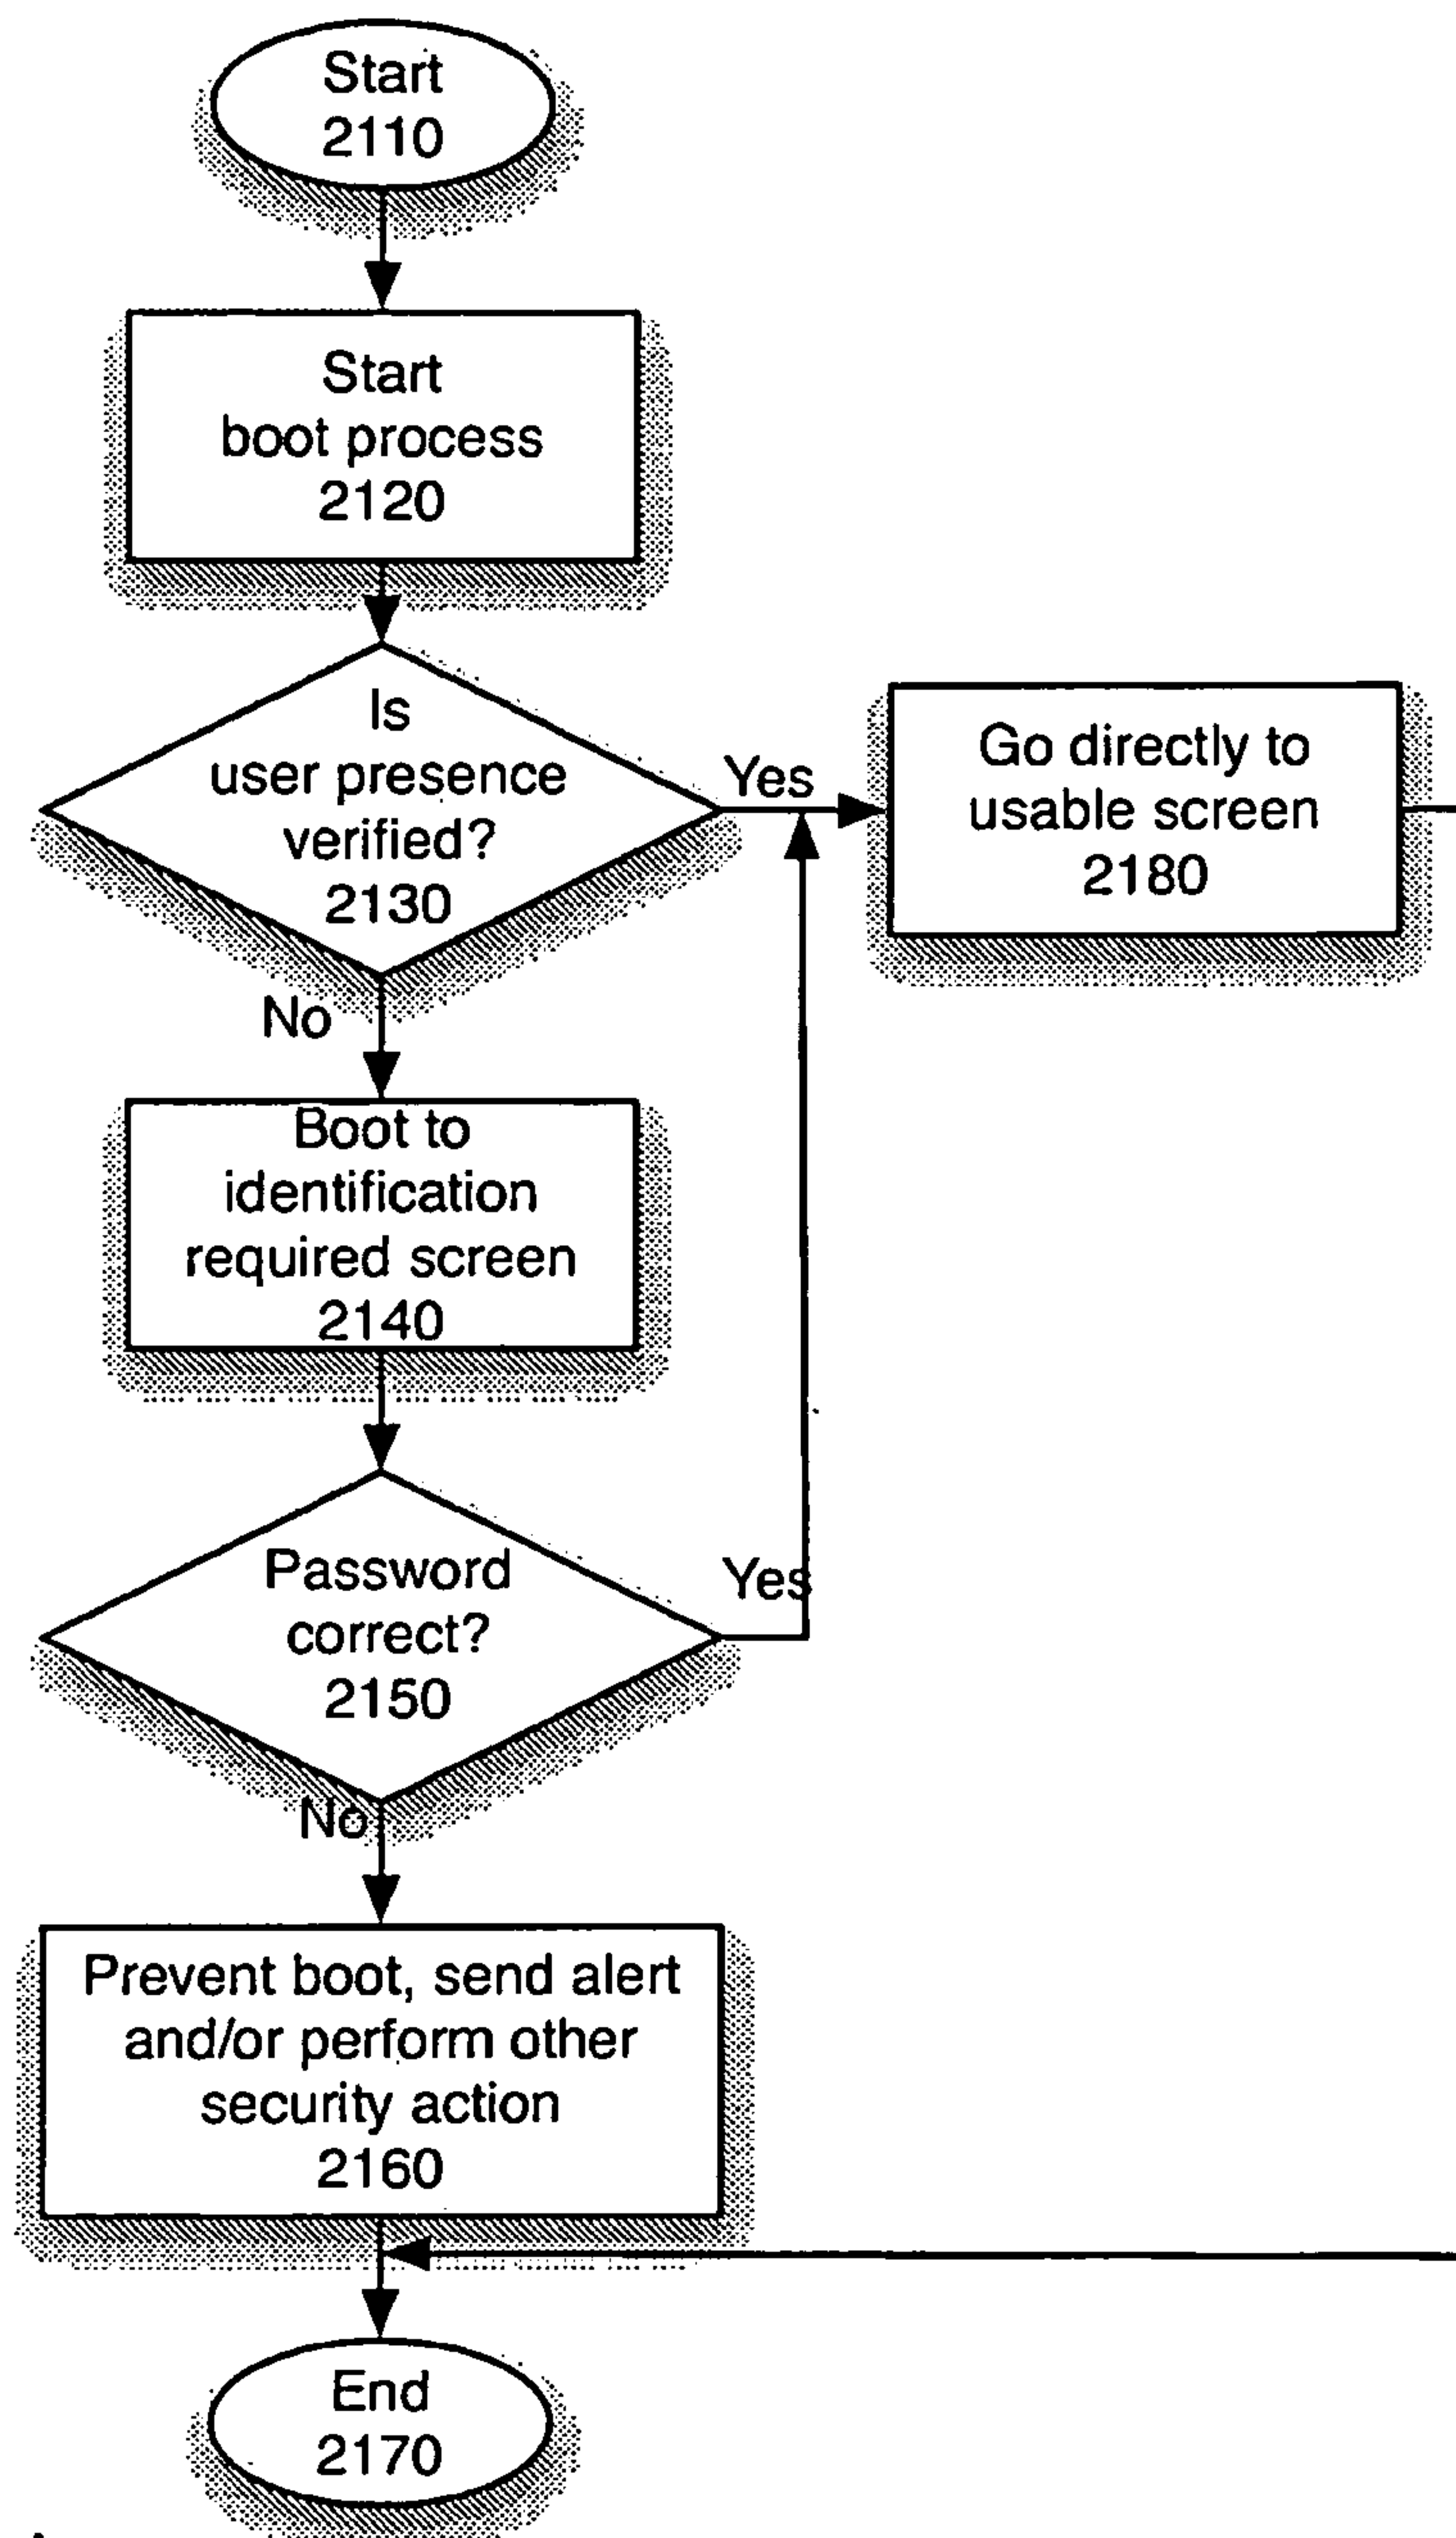 Start
2110
Start
boot process
2120
Is
user presence
verified?
2130
Yes
Go directly to
usable screen
2180
No
Boot to
identification
required screen
2140
Password
correct?
2150
Yes
No
Prevent boot, send alert
and/or perform other
security action
2160
End
2170